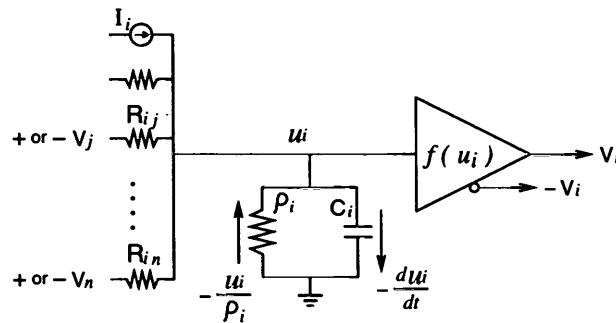 I_i
R_ij
+ or − V_j
u_i
f(u_i)
V_i
− V_i
ρ_i
C_i
R_in
+ or − V_n
− u_i/ρ_i
− du_i/dt